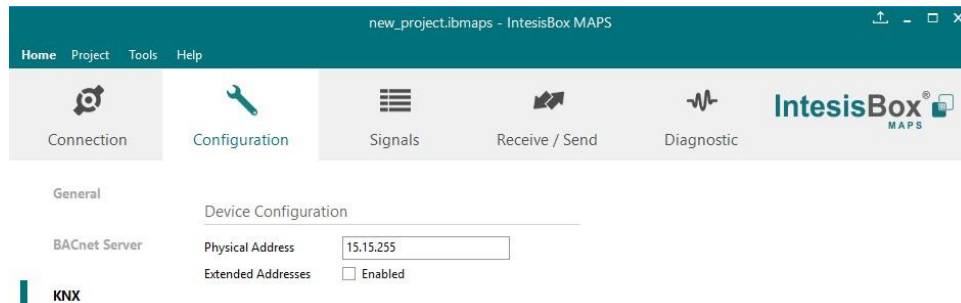 new_project.ibmaps - IntesisBox MAPS
Home Project Tools Help
Connection Configuration Signals Receive / Send Diagnostic IntesisBox® MAPS
General
Device Configuration
BACnet Server
Physical Address 15.15.255
Extended Addresses Enabled
KNX